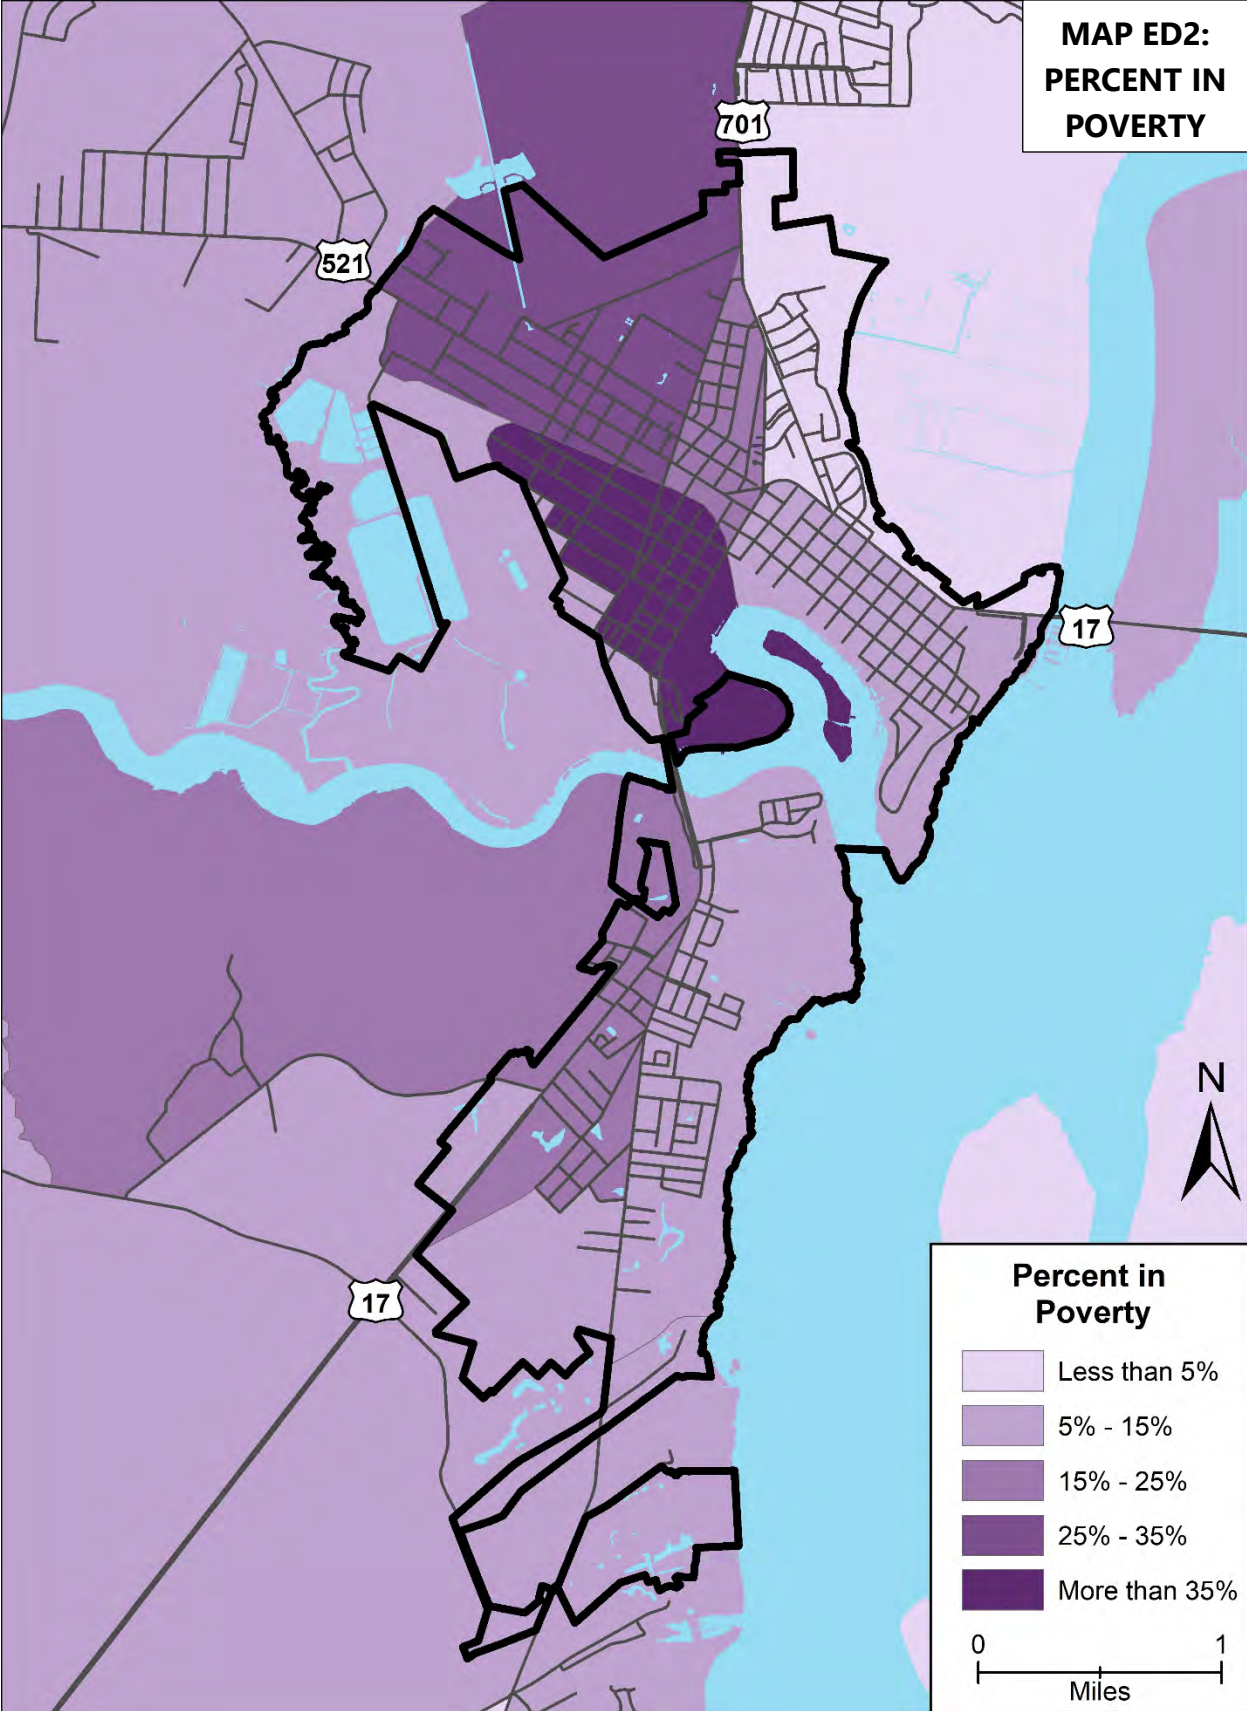 MAP ED2:
PERCENT IN
POVERTY
701
521
17
N
17
Percent in
Poverty
Less than 5%
5% - 15%
15% - 25%
25% - 35%
More than 35%
0 1
Miles